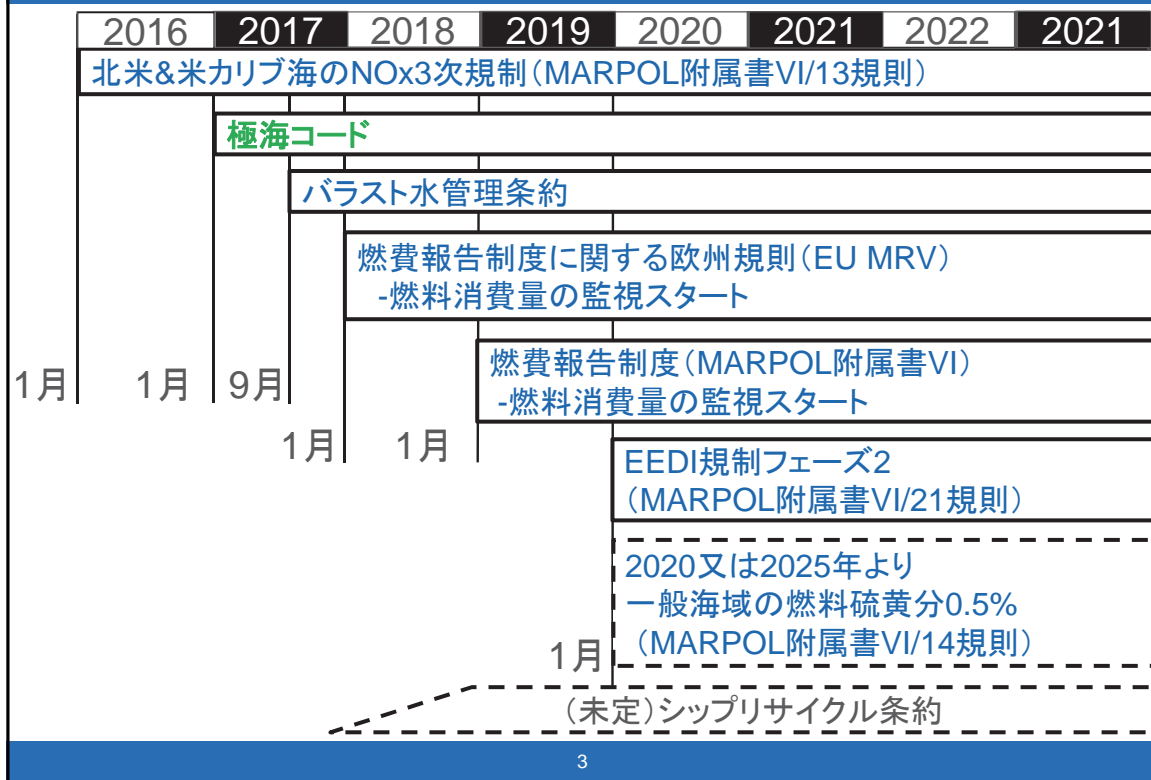 2016 2017 2018 2019 2020 2021 2022 2021
北米&米カリブ海のNOx3次規制(MARPOL附属書VI/13規則)
極海コード
バラスト水管理条約
燃費報告制度に関する欧州規則(EU MRV)
-燃料消費量の監視スタート
燃費報告制度(MARPOL附属書VI)
-燃料消費量の監視スタート
1月 1月 9月
1月 1月
EEDI規制フェーズ2
(MARPOL附属書VI/21規則)
2020又は2025年より
一般海域の燃料硫黄分0.5%
(MARPOL附属書VI/14規則)
1月
(未定)シップリサイクル条約
3